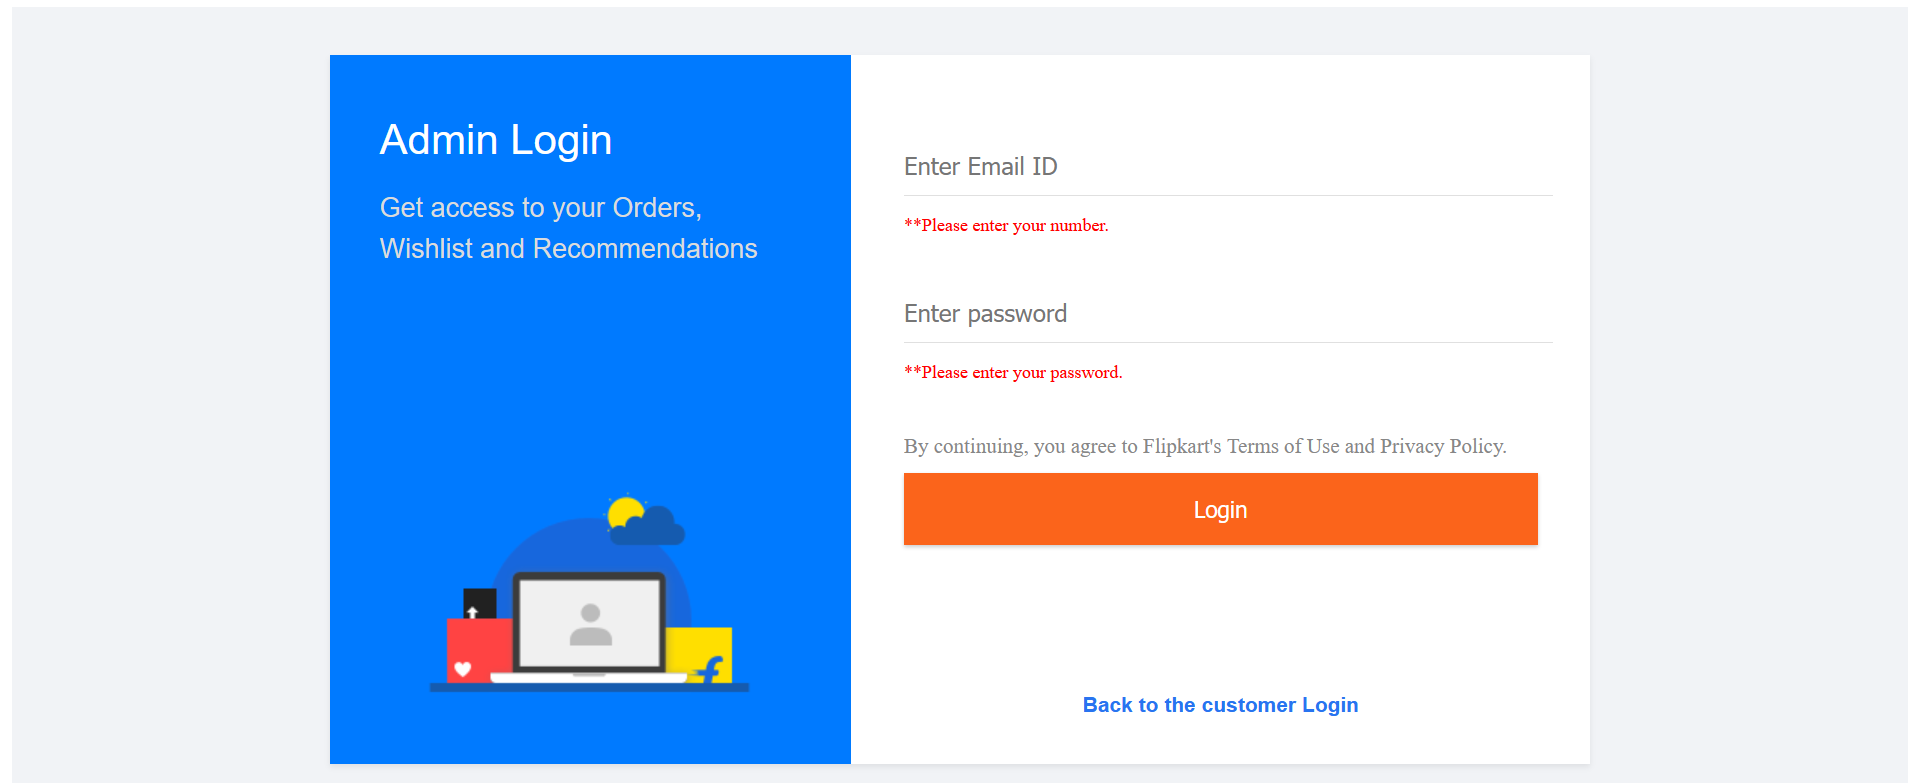 Admin Login
Get access to your Orders,
Wishlist and Recommendations
Enter Email ID
**Please enter your number.
Enter password
**Please enter your password.
By continuing, you agree to Flipkart's Terms of Use and Privacy Policy.
Login
Back to the customer Login